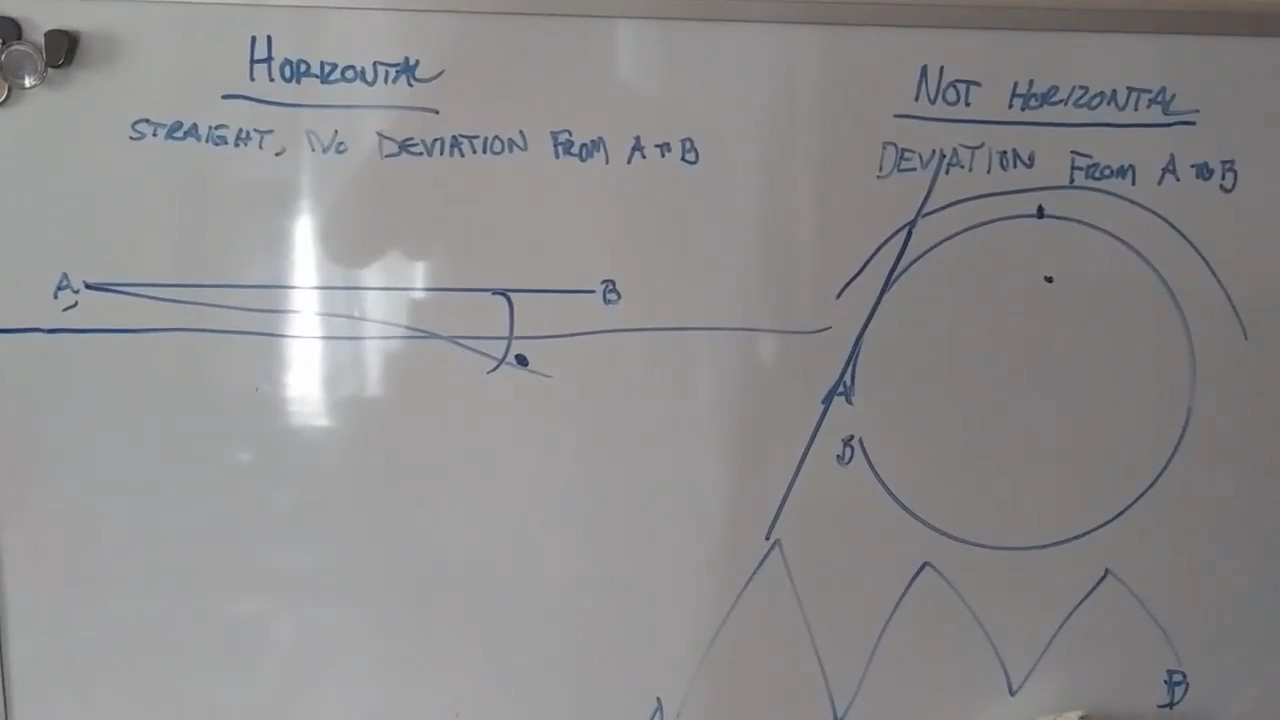 HORIZONTAL
STRAIGHT, NO DEVIATION FROM A TO B
A B
NOT HORIZONTAL
DEVIATION FROM A TO B
A
B
A B